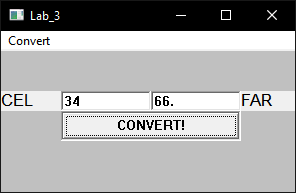 Lab_3
Convert
CEL 34 66. FAR
CONVERT!